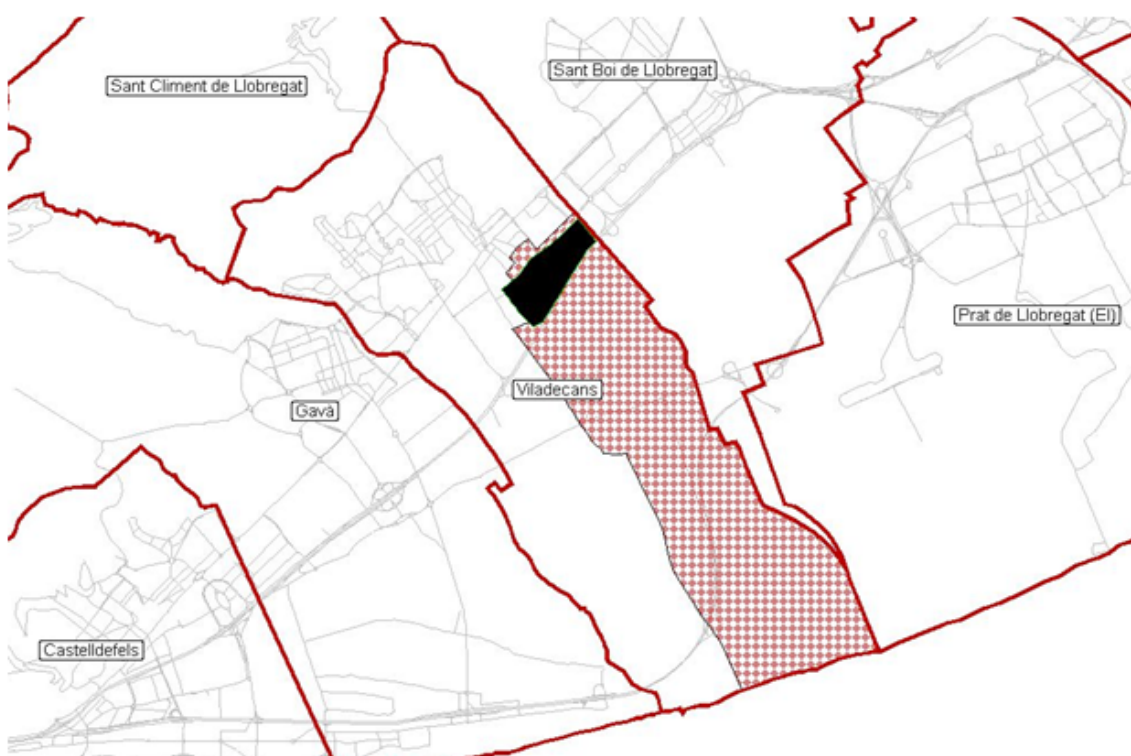 Sant Climent de Llobregat
Sant Boi de Llobregat
Prat de Llobregat (El)
Viladecans
Gavà
Castelldefels